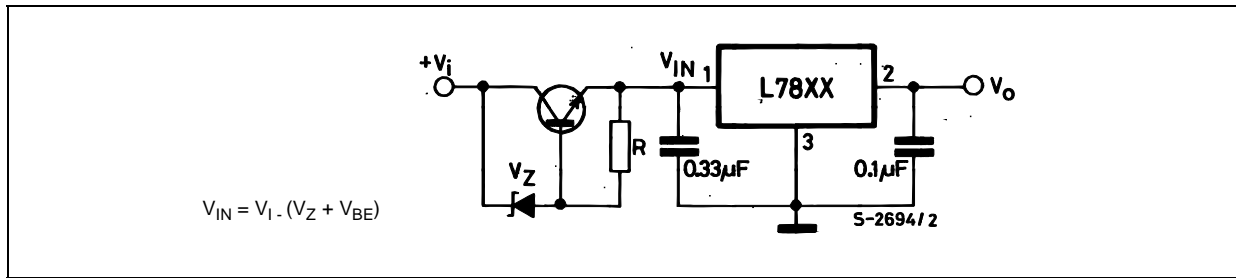 +Vi
VIN
1
L78XX
2
Vo
3
R
0.33µF
0.1µF
VZ
VIN = VI - (VZ + VBE)
S-2694/2